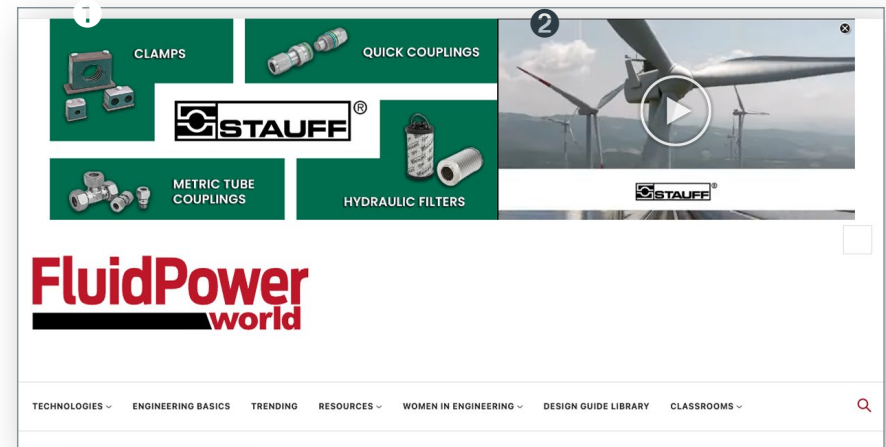 1
2
CLAMPS
QUICK COUPLINGS
STAUFF®
METRIC TUBE
COUPLINGS
HYDRAULIC FILTERS
STAUFF®
FluidPower
world
TECHNOLOGIES ENGINEERING BASICS TRENDING RESOURCES WOMEN IN ENGINEERING DESIGN GUIDE LIBRARY CLASSROOMS